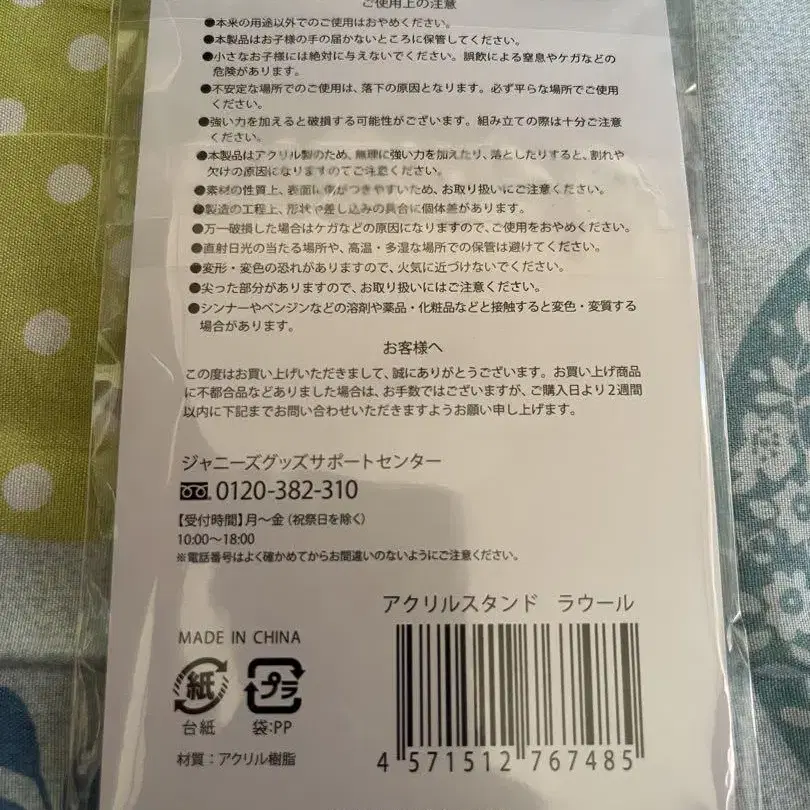 ご使用上の注意
●本来の用途以外でのご使用はおやめください。
●本製品はお子様の手の届かないところに保管してください。
●小さなお子様には絶対に与えないでください。誤飲による窒息やケガなどの
危険があります。
●不安定な場所でのご使用は、落下の原因となります。必ず平らな場所でご使用
ください。
●強い力を加えると破損する可能性がございます。組み立ての際は十分ご注意
ください。
●本製品はアクリル製のため、無理に強い力を加えたり、落としたりすると、割れや
欠けの原因になりますのでご注意ください。
●素材の性質上、表面に傷がつきやすいため、お取り扱いにご注意ください。
●製造の工程上、形状や差し込みの具合に個体差があります。
●万一破損した場合はケガなどの原因になりますので、ご使用をおやめください。
●直射日光の当たる場所や、高温・多湿な場所での保管は避けてください。
●変形・変色の恐れがありますので、火気に近づけないでください。
●尖った部分がありますので、お取り扱いにはご注意ください。
●シンナーやベンジンなどの溶剤や薬品・化粧品などと接触すると変色・変質する
場合があります。
お客様へ
この度はお買い上げいただきまして、誠にありがとうございます。お買い上げ商品
に不都合品などありました場合は、お手数ではございますが、ご購入日より2週間
以内に下記までお問い合わせいただきますようお願い申し上げます。
ジャニーズグッズサポートセンター
0120-382-310
【受付時間】月〜金（祝祭日を除く）
10:00〜18:00
※電話番号はよく確かめてからお間違いのないようにご注意ください。
アクリルスタンド　ラウール
MADE IN CHINA
紙 プラ
台紙 袋:PP
材質：アクリル樹脂
4 571512 767485